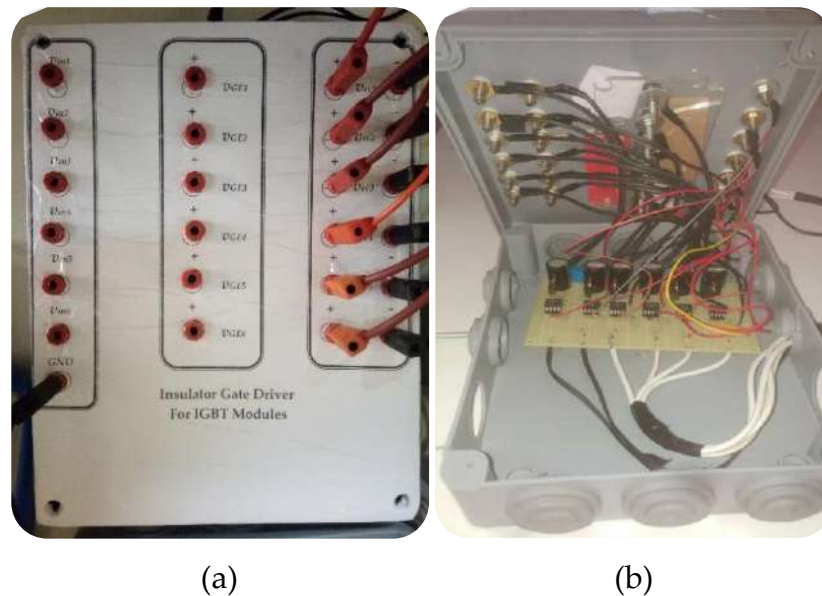 Vin1
Vin2
Vin3
Vin4
Vin5
Vin6
GND
+
VGE1
+
VGE2
VGE3
+
VGE4
+
VGE5
+
VGE6
+ -
+
+ -
+ -
+ -
+ -
Insulator Gate Driver
For IGBT Modules
(a)
(b)